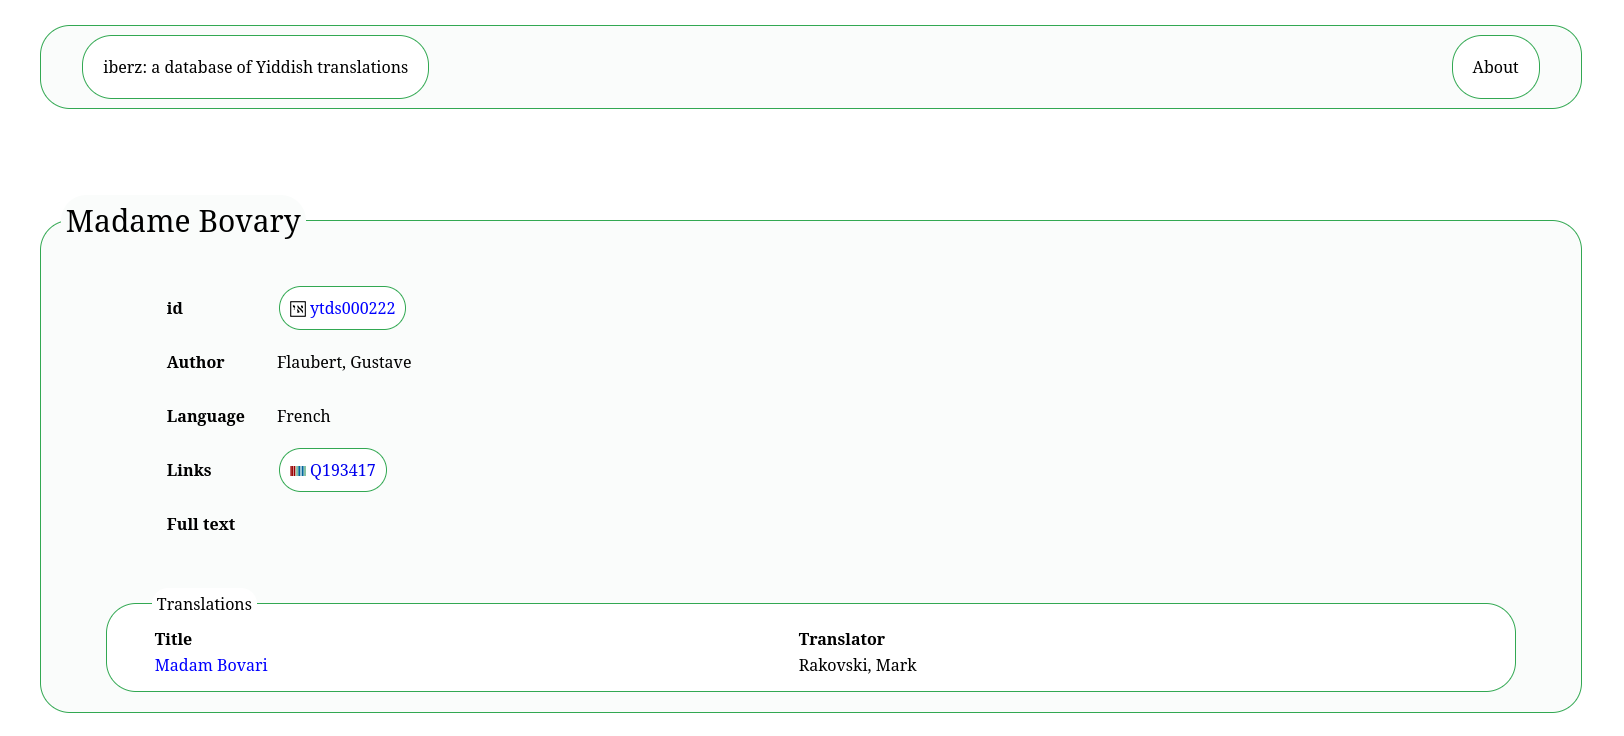 iberz: a database of Yiddish translations About
Madame Bovary
id ytds000222
Author Flaubert, Gustave
Language French
Links Q193417
Full text
Translations
Title Translator
Madam Bovari Rakovski, Mark